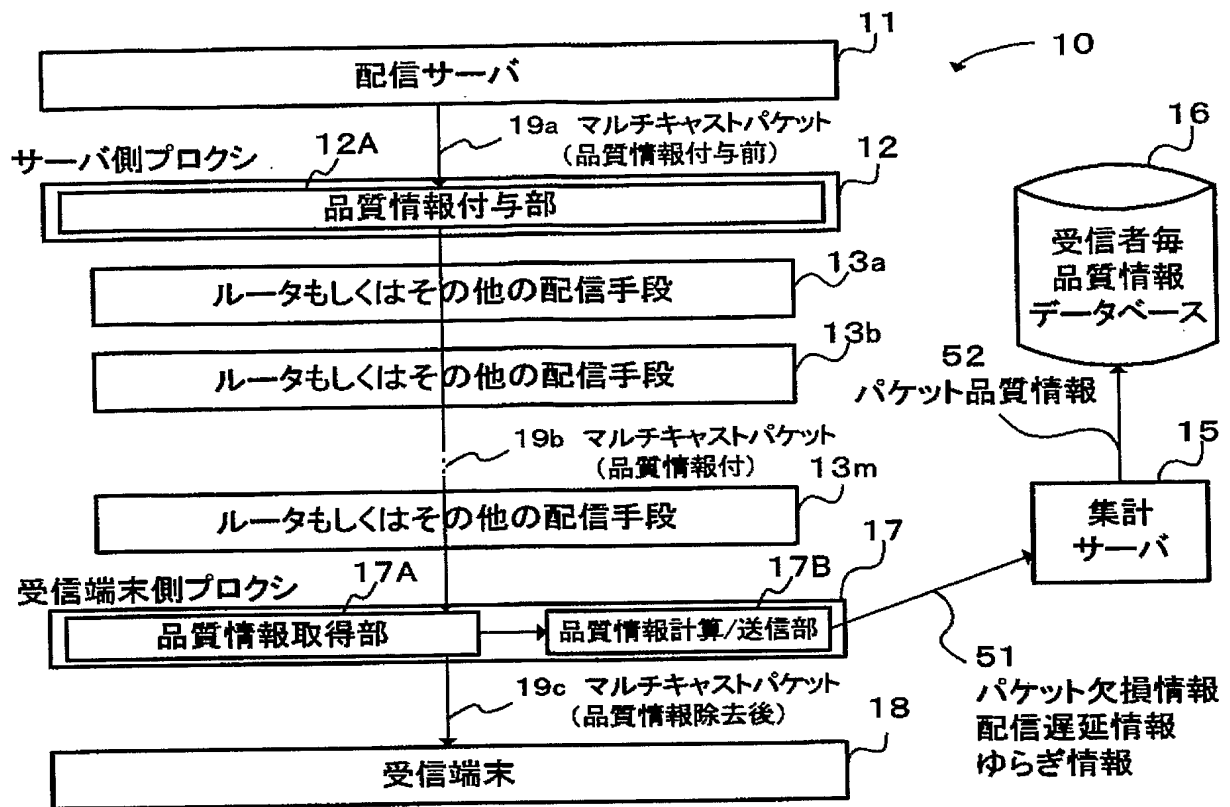 11
10
配信サーバ
19a マルチキャストパケット
(品質情報付与前)
16
サーバ側プロクシ
12A
12
品質情報付与部
受信者毎
品質情報
データベース
13a
ルータもしくはその他の配信手段
13b
ルータもしくはその他の配信手段
52
パケット品質情報
19b マルチキャストパケット
(品質情報付)
13m
15
ルータもしくはその他の配信手段
集計
サーバ
受信端末側プロクシ
17A
17B
17
品質情報取得部
品質情報計算/送信部
51
パケット欠損情報
配信遅延情報
ゆらぎ情報
19c マルチキャストパケット
(品質情報除去後)
18
受信端末